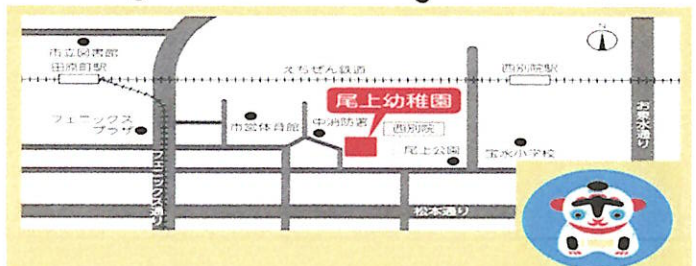 N
市立図書館
田原町駅
えちぜん鉄道
西別院駅
尾上幼稚園
フェニックス
プラザ
市営体育館
中消防署
西別院
尾上公園
宝永小学校
お泉水通り
フェニックス通り
松本通り